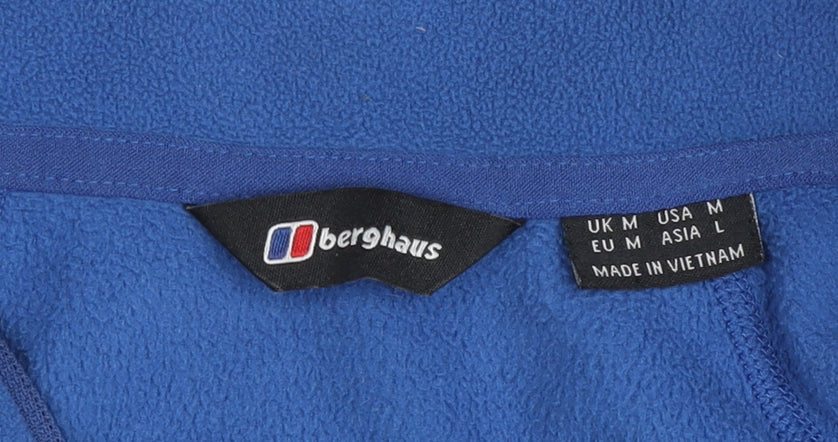 berghaus
UK M USA M
EU M ASIA L
MADE IN VIETNAM